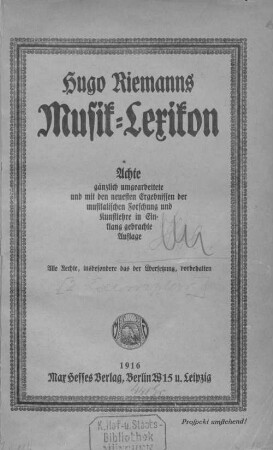 Hugo Riemanns
Musik=Lexikon
Achte
gänzlich umgearbeitete
und mit den neuesten Ergebnissen der
musikalischen Forschung und
Kunstlehre in Ein-
klang gebrachte
Auflage
Alle Rechte, insbesondere das der Übersetzung, vorbehalten
1916
Max Hesses Verlag, Berlin W15 u. Leipzig
Prospekt umstehend!
K. Hof- u. Staats-
Bibliothek